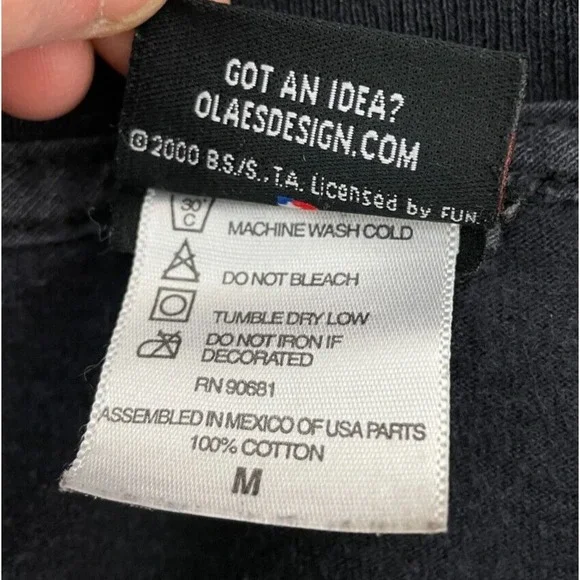 GOT AN IDEA?
OLAESDESIGN.COM
© 2000 B.S/S., T.A. Licensed by FUN.
30°
C
MACHINE WASH COLD
DO NOT BLEACH
TUMBLE DRY LOW
DO NOT IRON IF
DECORATED
RN 90681
ASSEMBLED IN MEXICO OF USA PARTS
100% COTTON
M